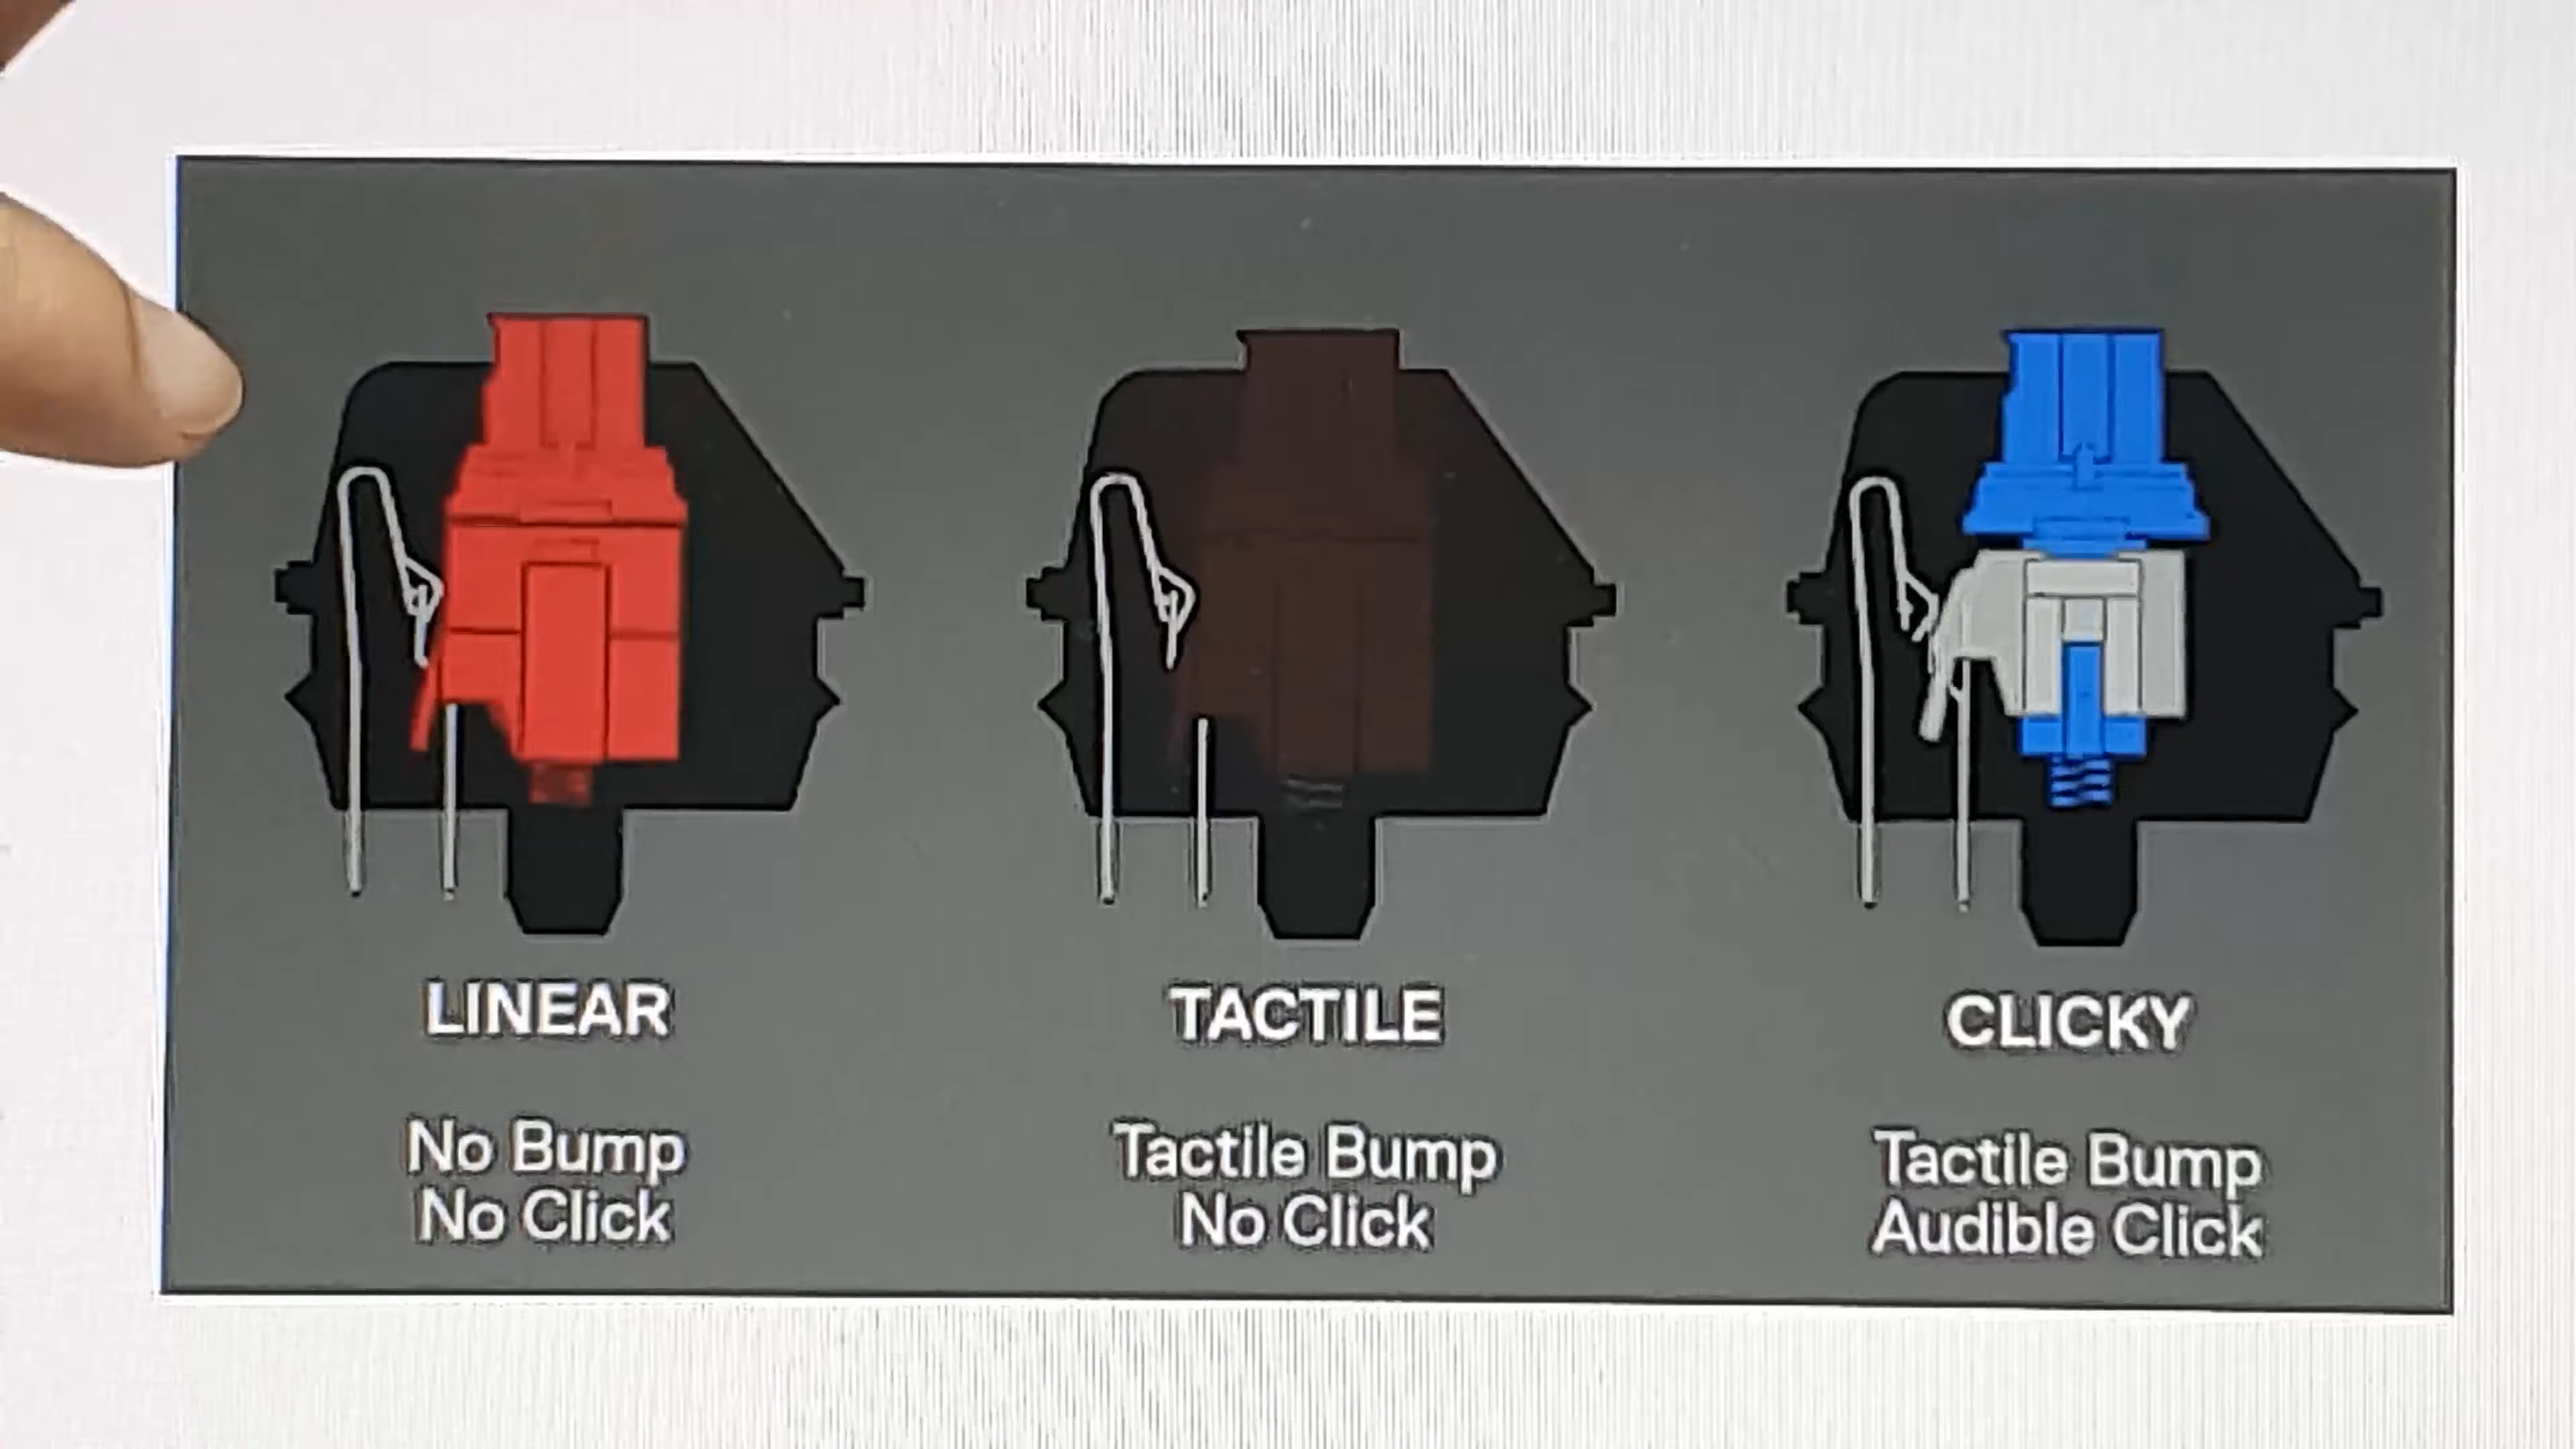 LINEAR
No Bump
No Click
TACTILE
Tactile Bump
No Click
CLICKY
Tactile Bump
Audible Click